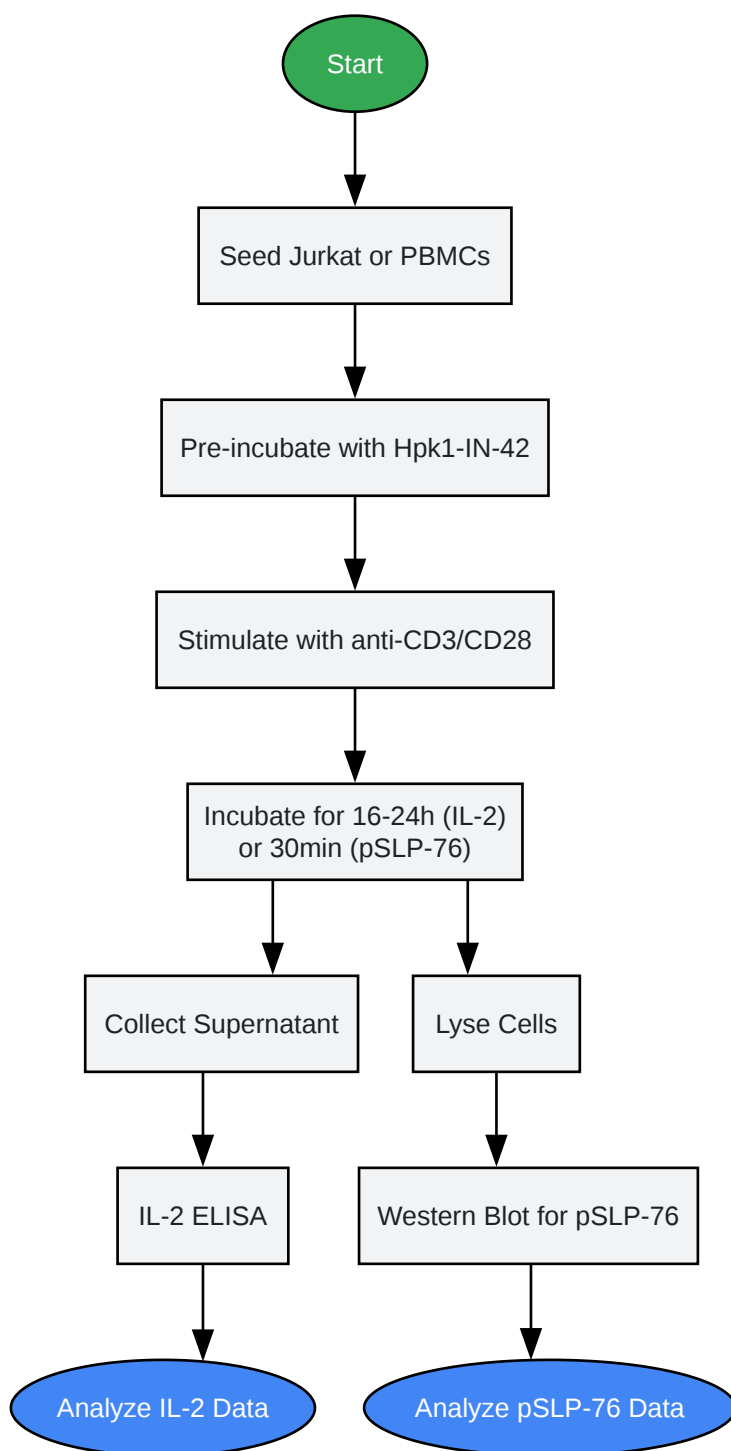 Start
Seed Jurkat or PBMCs
Pre-incubate with Hpk1-IN-42
Stimulate with anti-CD3/CD28
Incubate for 16-24h (IL-2)
or 30min (pSLP-76)
Collect Supernatant
Lyse Cells
IL-2 ELISA
Western Blot for pSLP-76
Analyze IL-2 Data
Analyze pSLP-76 Data